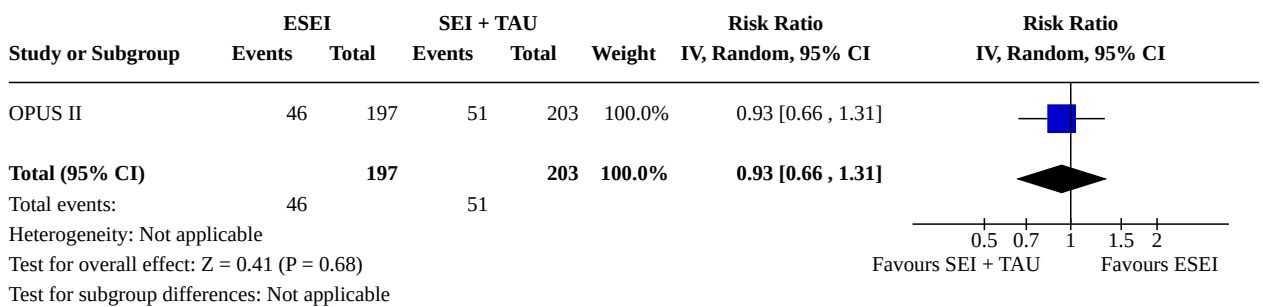 ESEI SEI + TAU Risk Ratio Risk Ratio
Study or Subgroup Events Total Events Total Weight IV, Random, 95% CI IV, Random, 95% CI
OPUS II 46 197 51 203 100.0% 0.93 [0.66 , 1.31]
Total (95% CI) 197 203 100.0% 0.93 [0.66 , 1.31]
Total events: 46 51
Heterogeneity: Not applicable 0.5 0.7 1 1.5 2
Test for overall effect: Z = 0.41 (P = 0.68) Favours SEI + TAU Favours ESEI
Test for subgroup differences: Not applicable